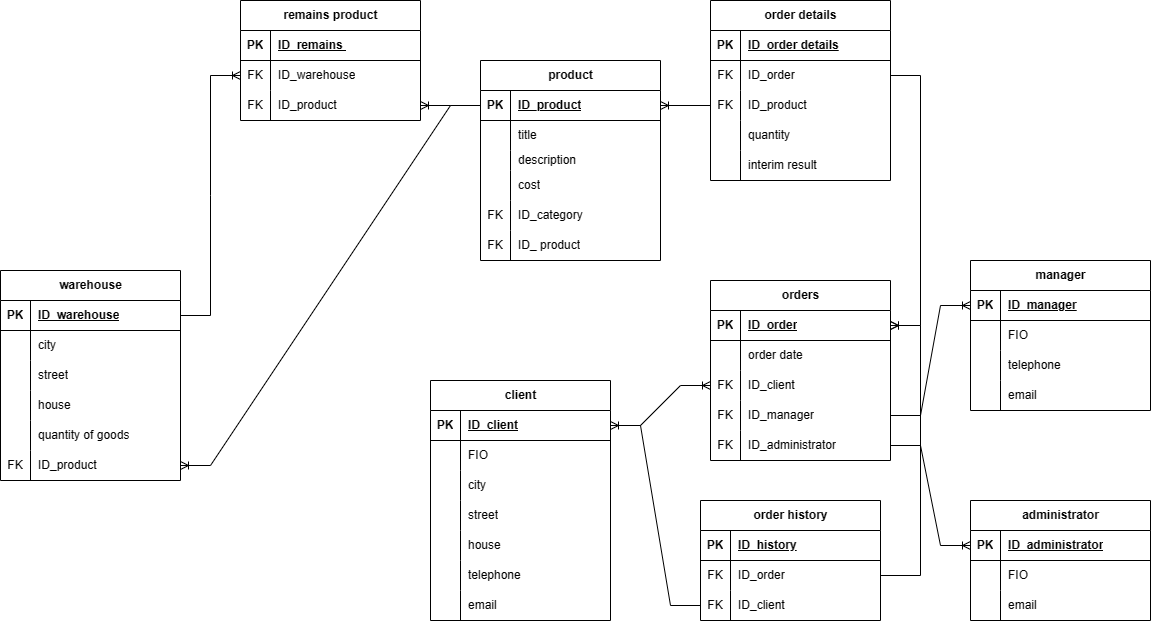 remains product
PK ID_remains
FK ID_warehouse
FK ID_product
order details
PK ID_order details
FK ID_order
FK ID_product
quantity
interim result
product
PK ID_product
title
description
cost
FK ID_category
FK ID_ product
warehouse
PK ID_warehouse
city
street
house
quantity of goods
FK ID_product
orders
PK ID_order
order date
FK ID_client
FK ID_manager
FK ID_administrator
manager
PK ID_manager
FIO
telephone
email
client
PK ID_client
FIO
city
street
house
telephone
email
order history
PK ID_history
FK ID_order
FK ID_client
administrator
PK ID_administrator
FIO
email